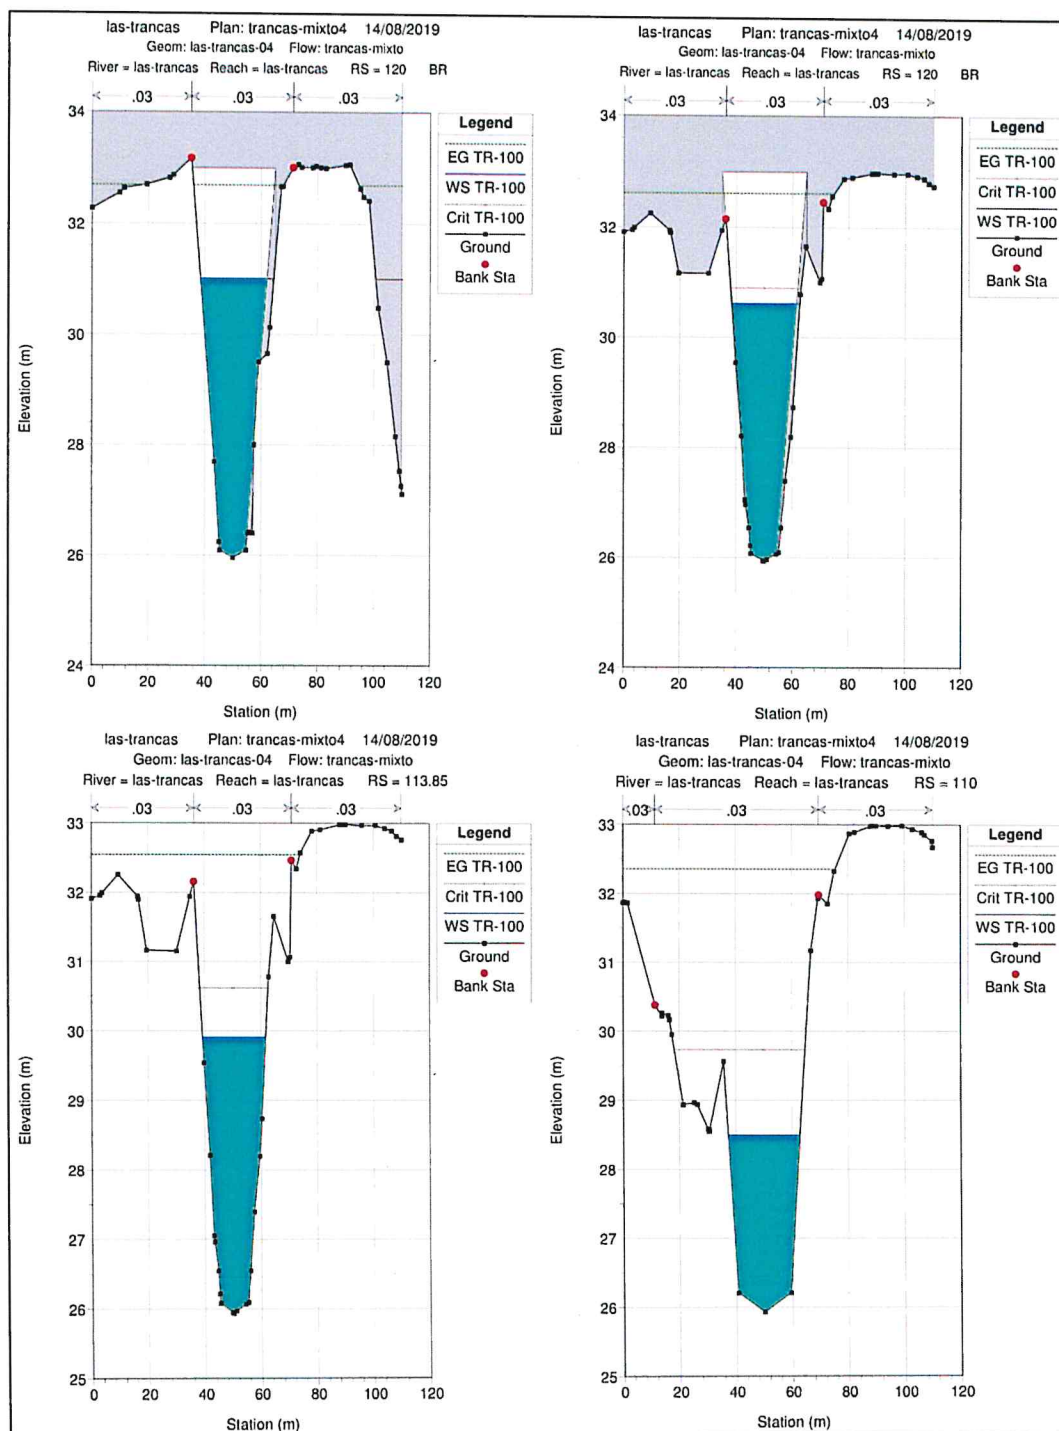 las-trancas Plan: trancas-mixto4 14/08/2019
Geom: las-trancas-04 Flow: trancas-mixto
River = las-trancas Reach = las-trancas RS = 120 BR
.03 .03 .03
34
32
30
28
26
24
Elevation (m)
0 20 40 60 80 100 120
Station (m)
Legend
EG TR-100
WS TR-100
Crit TR-100
Ground
Bank Sta
las-trancas Plan: trancas-mixto4 14/08/2019
Geom: las-trancas-04 Flow: trancas-mixto
River = las-trancas Reach = las-trancas RS = 120 BR
.03 .03 .03
34
32
30
28
26
24
Elevation (m)
0 20 40 60 80 100 120
Station (m)
Legend
EG TR-100
Crit TR-100
WS TR-100
Ground
Bank Sta
las-trancas Plan: trancas-mixto4 14/08/2019
Geom: las-trancas-04 Flow: trancas-mixto
River = las-trancas Reach = las-trancas RS = 113.85
.03 .03 .03
33
32
31
30
29
28
27
26
25
Elevation (m)
0 20 40 60 80 100 120
Station (m)
Legend
EG TR-100
Crit TR-100
WS TR-100
Ground
Bank Sta
las-trancas Plan: trancas-mixto4 14/08/2019
Geom: las-trancas-04 Flow: trancas-mixto
River = las-trancas Reach = las-trancas RS = 110
.03 .03 .03
33
32
31
30
29
28
27
26
25
Elevation (m)
0 20 40 60 80 100 120
Station (m)
Legend
EG TR-100
Crit TR-100
WS TR-100
Ground
Bank Sta